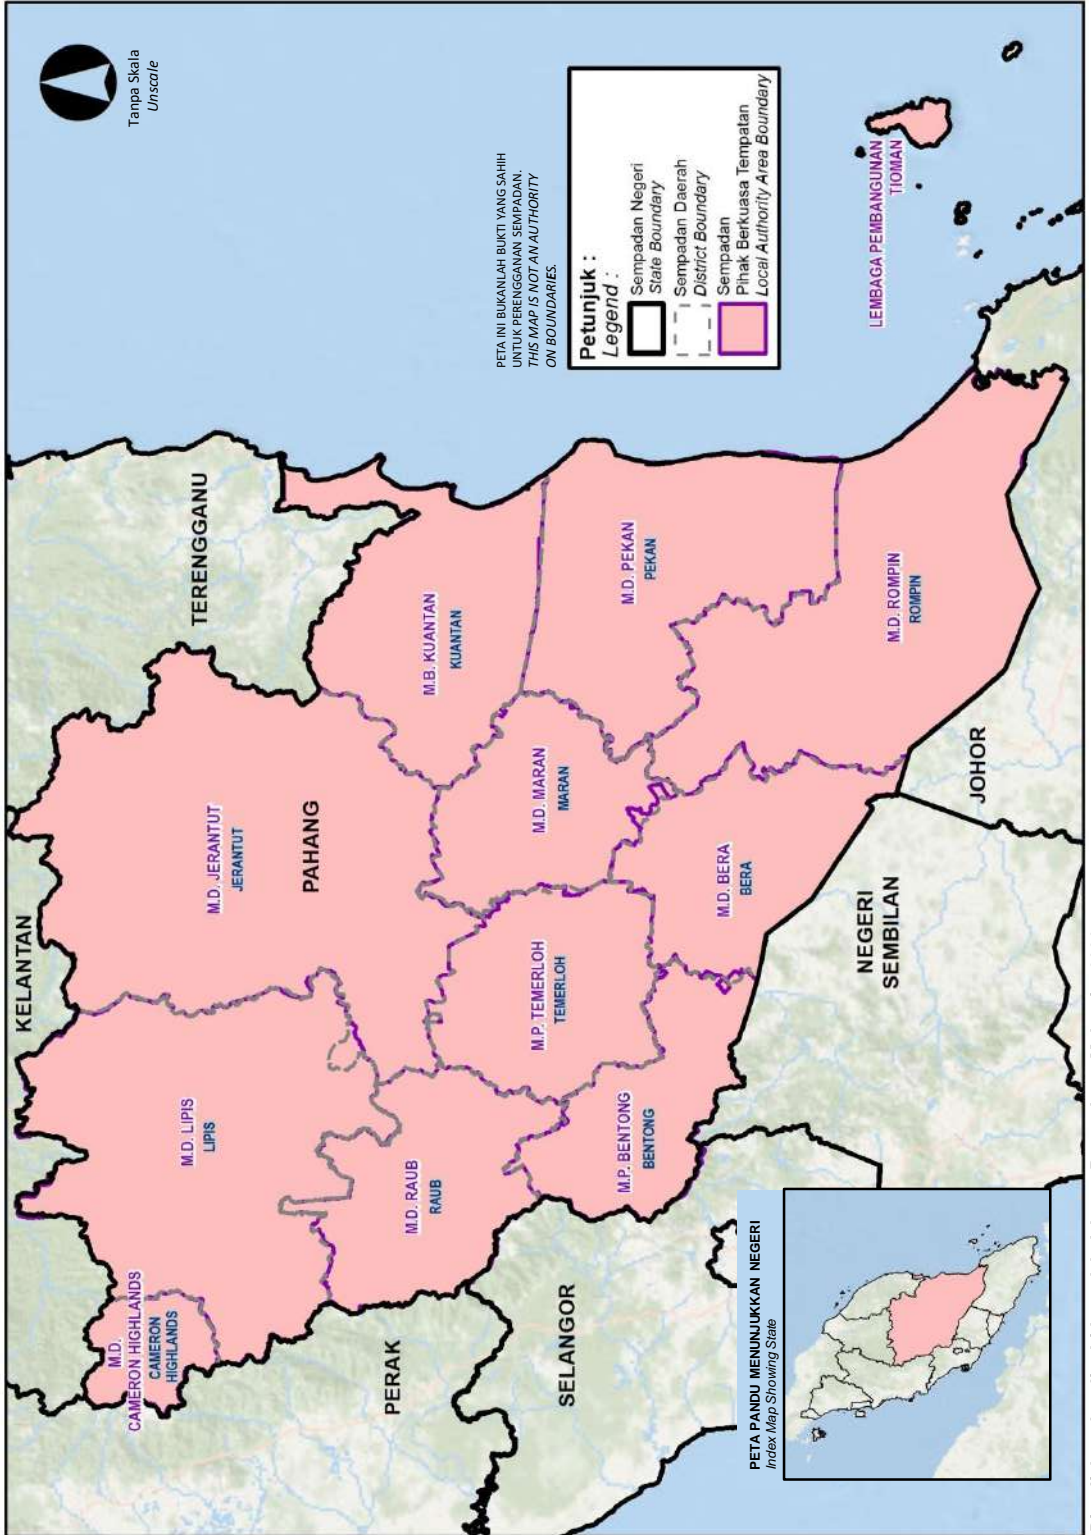 KELANTAN
Tanpa Skala
Unscale
M.D.
CAMERON HIGHLANDS
CAMERON
HIGHLANDS
M.D. LIPIS
LIPIS
M.D. JERANTUT
JERANTUT
TERENGGANU
PAHANG
PERAK
M.D. RAUB
RAUB
M.B. KUANTAN
KUANTAN
PETA INI BUKANLAH BUKTI YANG SAHIH
UNTUK PERENGGANAN SEMPADAN.
THIS MAP IS NOT AN AUTHORITY
ON BOUNDARIES.
M.P. TEMERLOH
TEMERLOH
M.D. MARAN
MARAN
SELANGOR
M.P. BENTONG
BENTONG
M.D. PEKAN
PEKAN
Petunjuk :
Legend :
Sempadan Negeri
State Boundary
Sempadan Daerah
District Boundary
Sempadan
Pihak Berkuasa Tempatan
Local Authority Area Boundary
M.D. BERA
BERA
NEGERI
SEMBILAN
M.D. ROMPIN
ROMPIN
LEMBAGA PEMBANGUNAN
TIOMAN
JOHOR
PETA PANDU MENUNJUKKAN NEGERI
Index Map Showing State